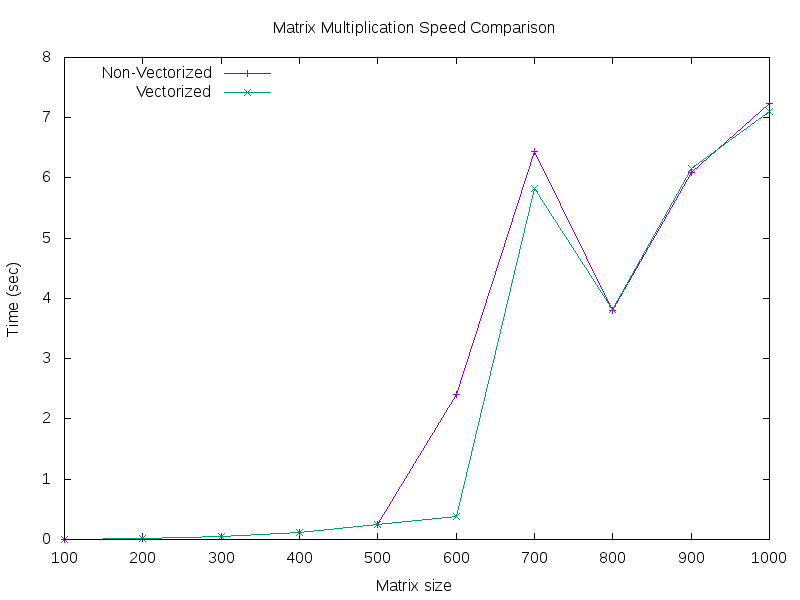 Matrix Multiplication Speed Comparison
Non-Vectorized
Vectorized
8
7
6
5
4
3
2
1
0
Time (sec)
100 200 300 400 500 600 700 800 900 1000
Matrix size